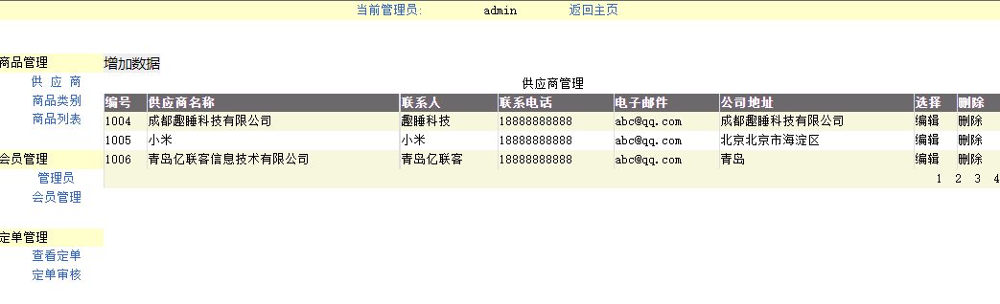 当前管理员: admin 返回主页
商品管理
供 应 商
商品类别
商品列表
会员管理
管理员
会员管理
定单管理
查看定单
定单审核
增加数据
供应商管理
编号 供应商名称 联系人 联系电话 电子邮件 公司地址 选择 删除
1004 成都趣睡科技有限公司 趣睡科技 18888888888 abc@qq.com 成都趣睡科技有限公司 编辑 删除
1005 小米 小米 18888888888 abc@qq.com 北京北京市海淀区 编辑 删除
1006 青岛亿联客信息技术有限公司 青岛亿联客 18888888888 abc@qq.com 青岛 编辑 删除
1 2 3 4